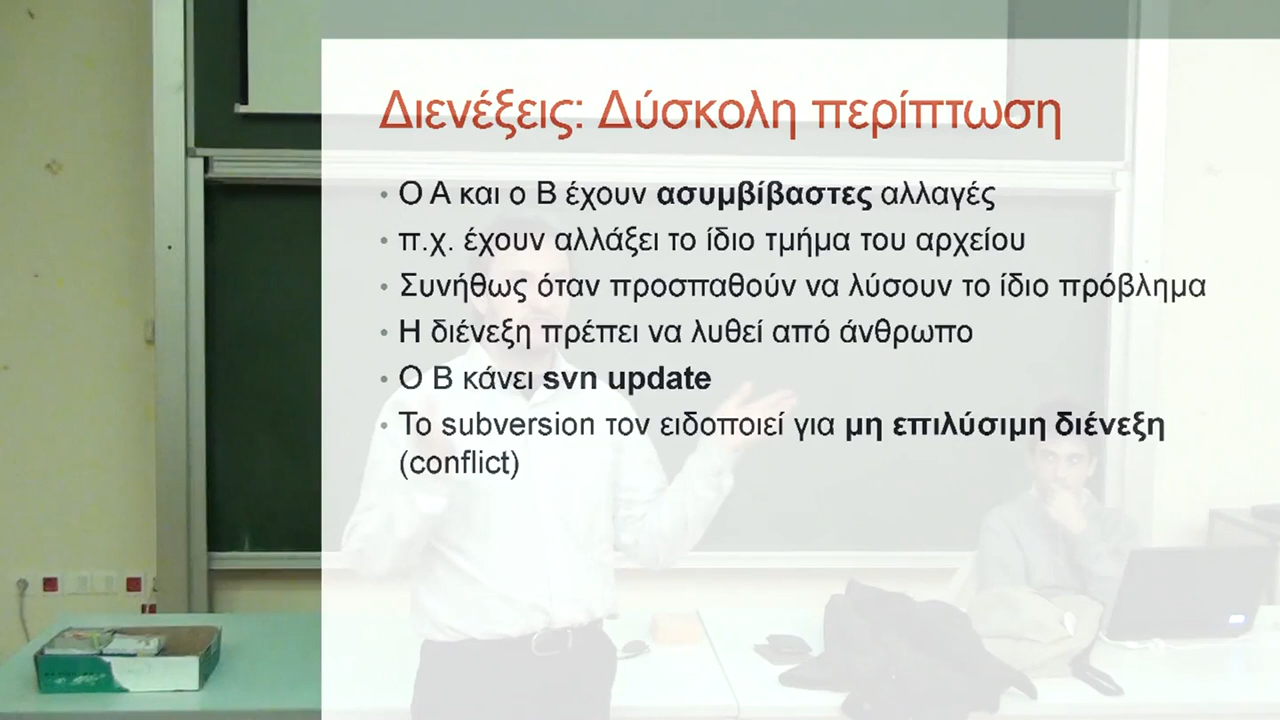 Διενέξεις: Δύσκολη περίπτωση
• Ο Α και ο Β έχουν ασυμβίβαστες αλλαγές
• π.χ. έχουν αλλάξει το ίδιο τμήμα του αρχείου
• Συνήθως όταν προσπαθούν να λύσουν το ίδιο πρόβλημα
• Η διένεξη πρέπει να λυθεί από άνθρωπο
• Ο Β κάνει svn update
• Το subversion τον ειδοποιεί για μη επιλύσιμη διένεξη
(conflict)